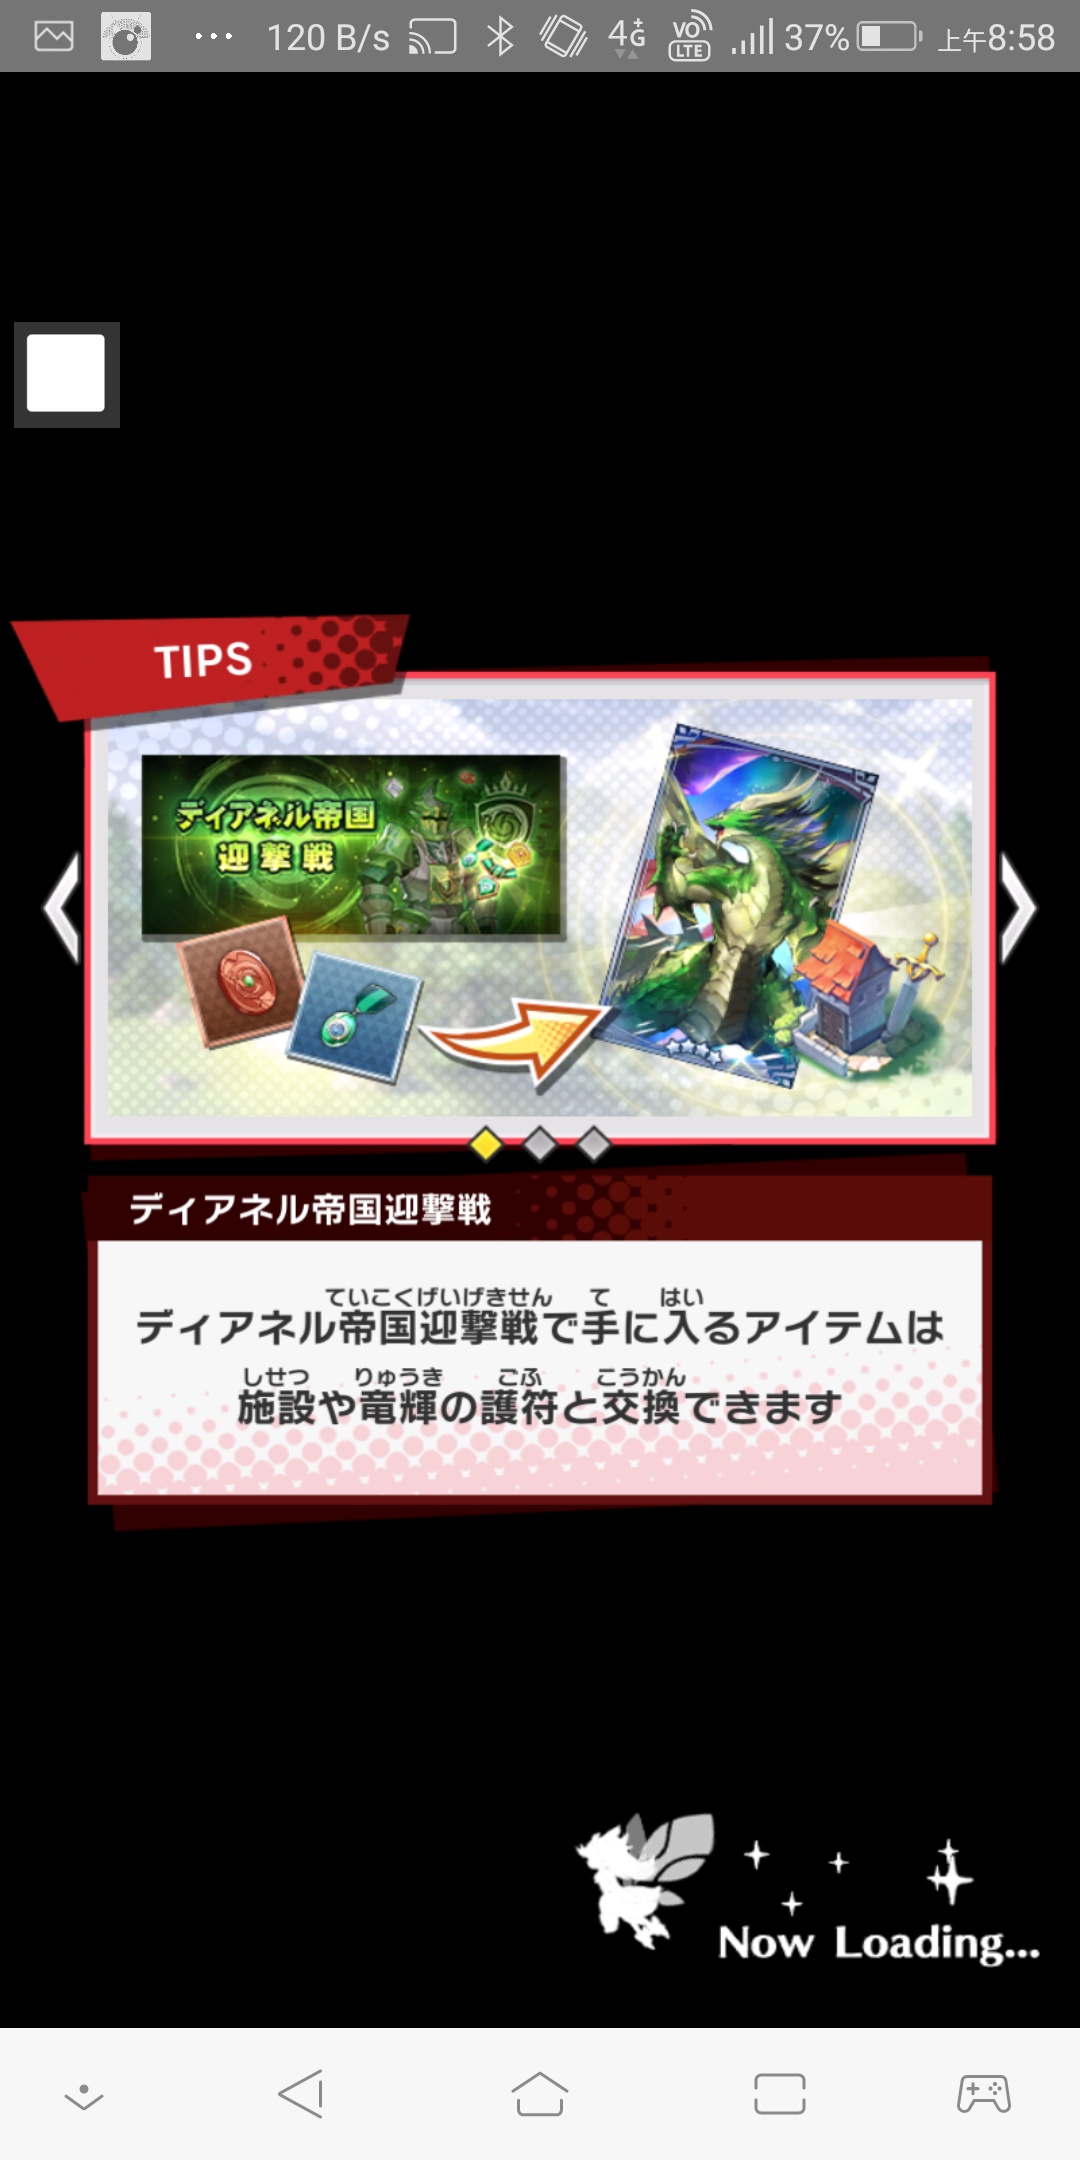 120 B/s 4G+ VO LTE 37% 上午8:58
TIPS
ディアネル帝国
迎撃戦
ディアネル帝国迎撃戦
ていこくげいげきせん て はい
ディアネル帝国迎撃戦で手に入るアイテムは
しせつ りゅうき ごふ こうかん
施設や竜輝の護符と交換できます
Now Loading...